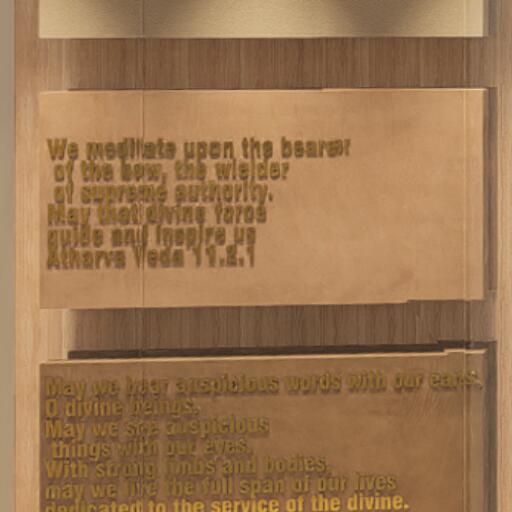 We meditate upon the bearer
of the bow, the wielder
of supreme authority.
May that divine force
guide and inspire us
Atharva Veda 11.2.1
May we hear auspicious words with our ears,
O divine beings.
May we see auspicious
things with our eyes.
With strong limbs and bodies,
may we live the full span of our lives
dedicated to the service of the divine.